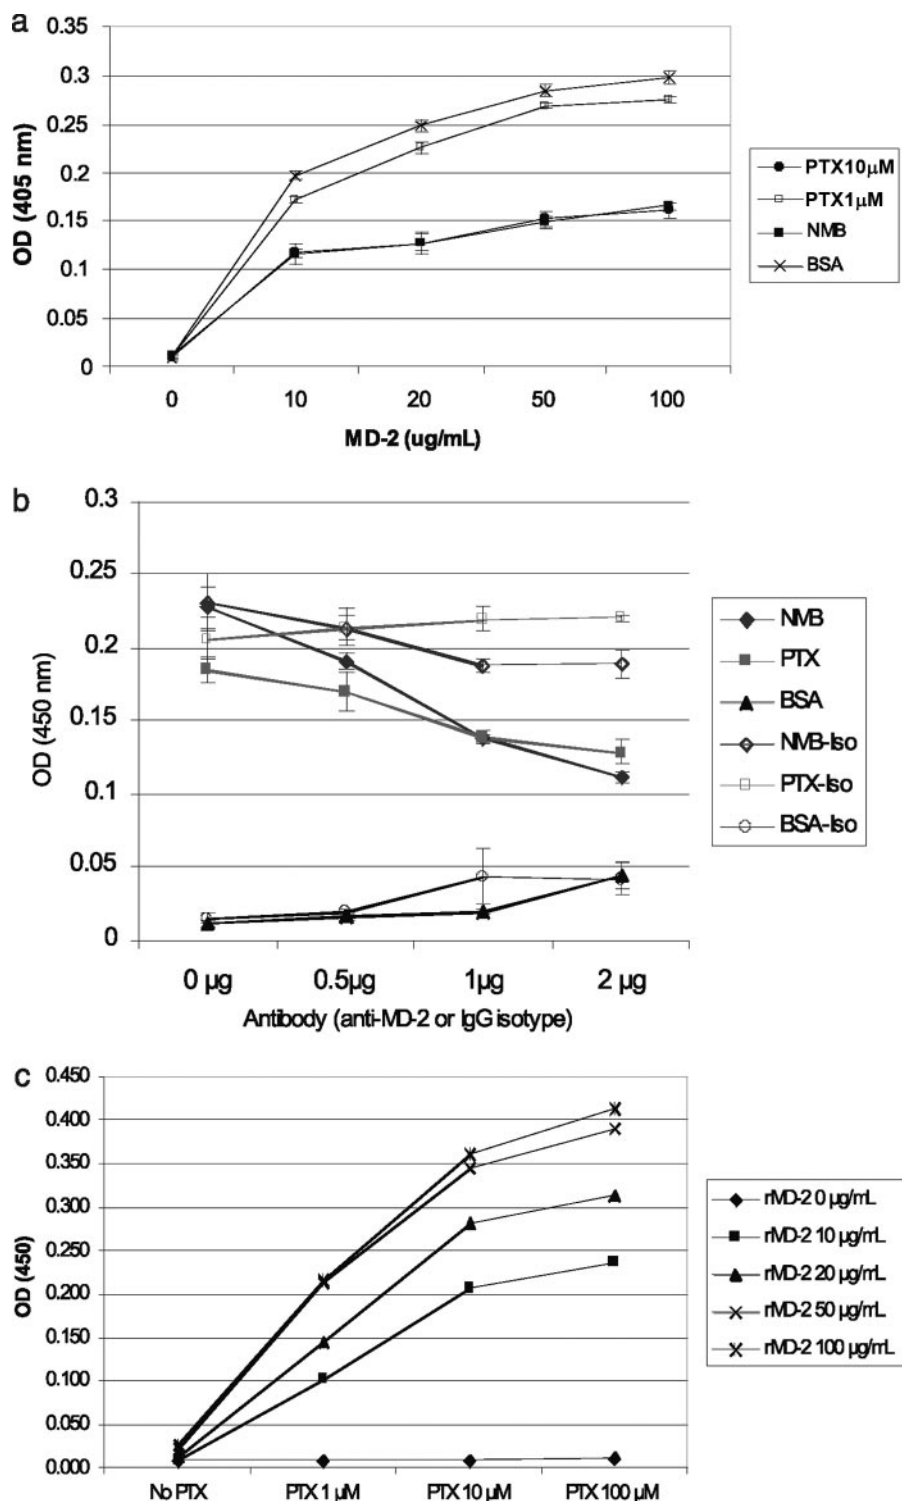 a
0.35
0.3
0.25
0.2
0.15
0.1
0.05
0
OD (405 nm)
0 10 20 50 100
MD-2 (ug/mL)
PTX10µM
PTX1µM
NMB
BSA
b
0.3
0.25
0.2
0.15
0.1
0.05
0
OD (450 nm)
0 µg 0.5µg 1µg 2 µg
Antibody (anti-MD-2 or IgG isotype)
NMB
PTX
BSA
NMB-Iso
PTX-Iso
BSA-Iso
c
0.450
0.400
0.350
0.300
0.250
0.200
0.150
0.100
0.050
0.000
OD (450)
No PTX PTX 1 µM PTX 10 µM PTX 100 µM
rMD-2 0 µg/mL
rMD-2 10 µg/mL
rMD-2 20 µg/mL
rMD-2 50 µg/mL
rMD-2 100 µg/mL